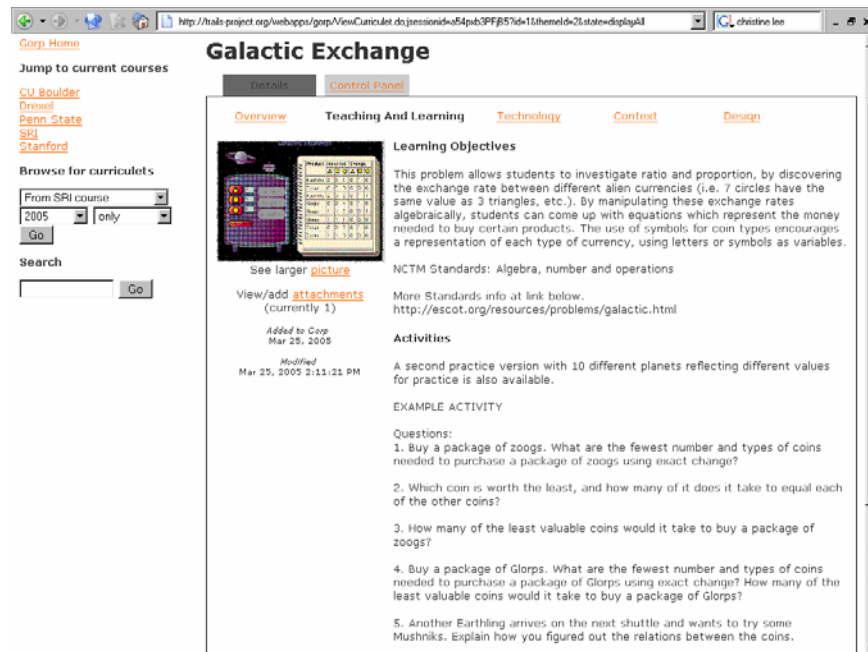 http://trails-project.org/webapps/gorp/ViewCurriculet.do;jsessionid=a54pxb3PFjB5?id=1&themeId=2&state=displayAll
christine lee
Gorp Home
Jump to current courses
CU Boulder
Drexel
Penn State
SRI
Stanford
Browse for curriculets
From SRI course
2005 only
Go
Search
Go
Galactic Exchange
Details Control Panel
Overview Teaching And Learning Technology Context Design
See larger picture
View/add attachments
(currently 1)
Added to Gorp
Mar 25, 2005
Modified
Mar 25, 2005 2:11:21 PM
Learning Objectives
This problem allows students to investigate ratio and proportion, by discovering
the exchange rate between different alien currencies (i.e. 7 circles have the
same value as 3 triangles, etc.). By manipulating these exchange rates
algebraically, students can come up with equations which represent the money
needed to buy certain products. The use of symbols for coin types encourages
a representation of each type of currency, using letters or symbols as variables.
NCTM Standards: Algebra, number and operations
More Standards info at link below.
http://escot.org/resources/problems/galactic.html
Activities
A second practice version with 10 different planets reflecting different values
for practice is also available.
EXAMPLE ACTIVITY
Questions:
1. Buy a package of zoogs. What are the fewest number and types of coins
needed to purchase a package of zoogs using exact change?
2. Which coin is worth the least, and how many of it does it take to equal each
of the other coins?
3. How many of the least valuable coins would it take to buy a package of
zoogs?
4. Buy a package of Glorps. What are the fewest number and types of coins
needed to purchase a package of Glorps using exact change? How many of the
least valuable coins would it take to buy a package of Glorps?
5. Another Earthling arrives on the next shuttle and wants to try some
Mushniks. Explain how you figured out the relations between the coins.